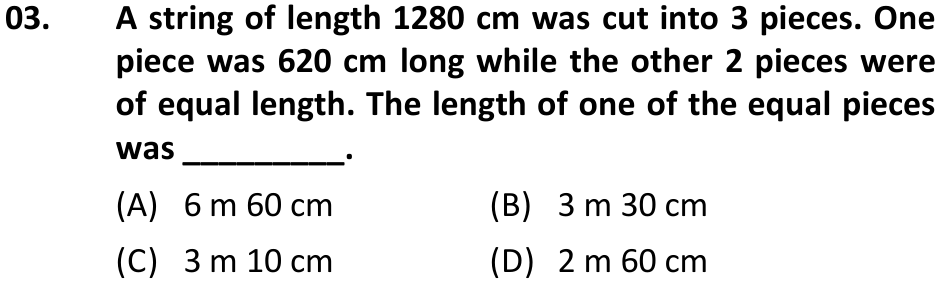 03. A string of length 1280 cm was cut into 3 pieces. One
piece was 620 cm long while the other 2 pieces were
of equal length. The length of one of the equal pieces
was _________.
(A) 6 m 60 cm (B) 3 m 30 cm
(C) 3 m 10 cm (D) 2 m 60 cm